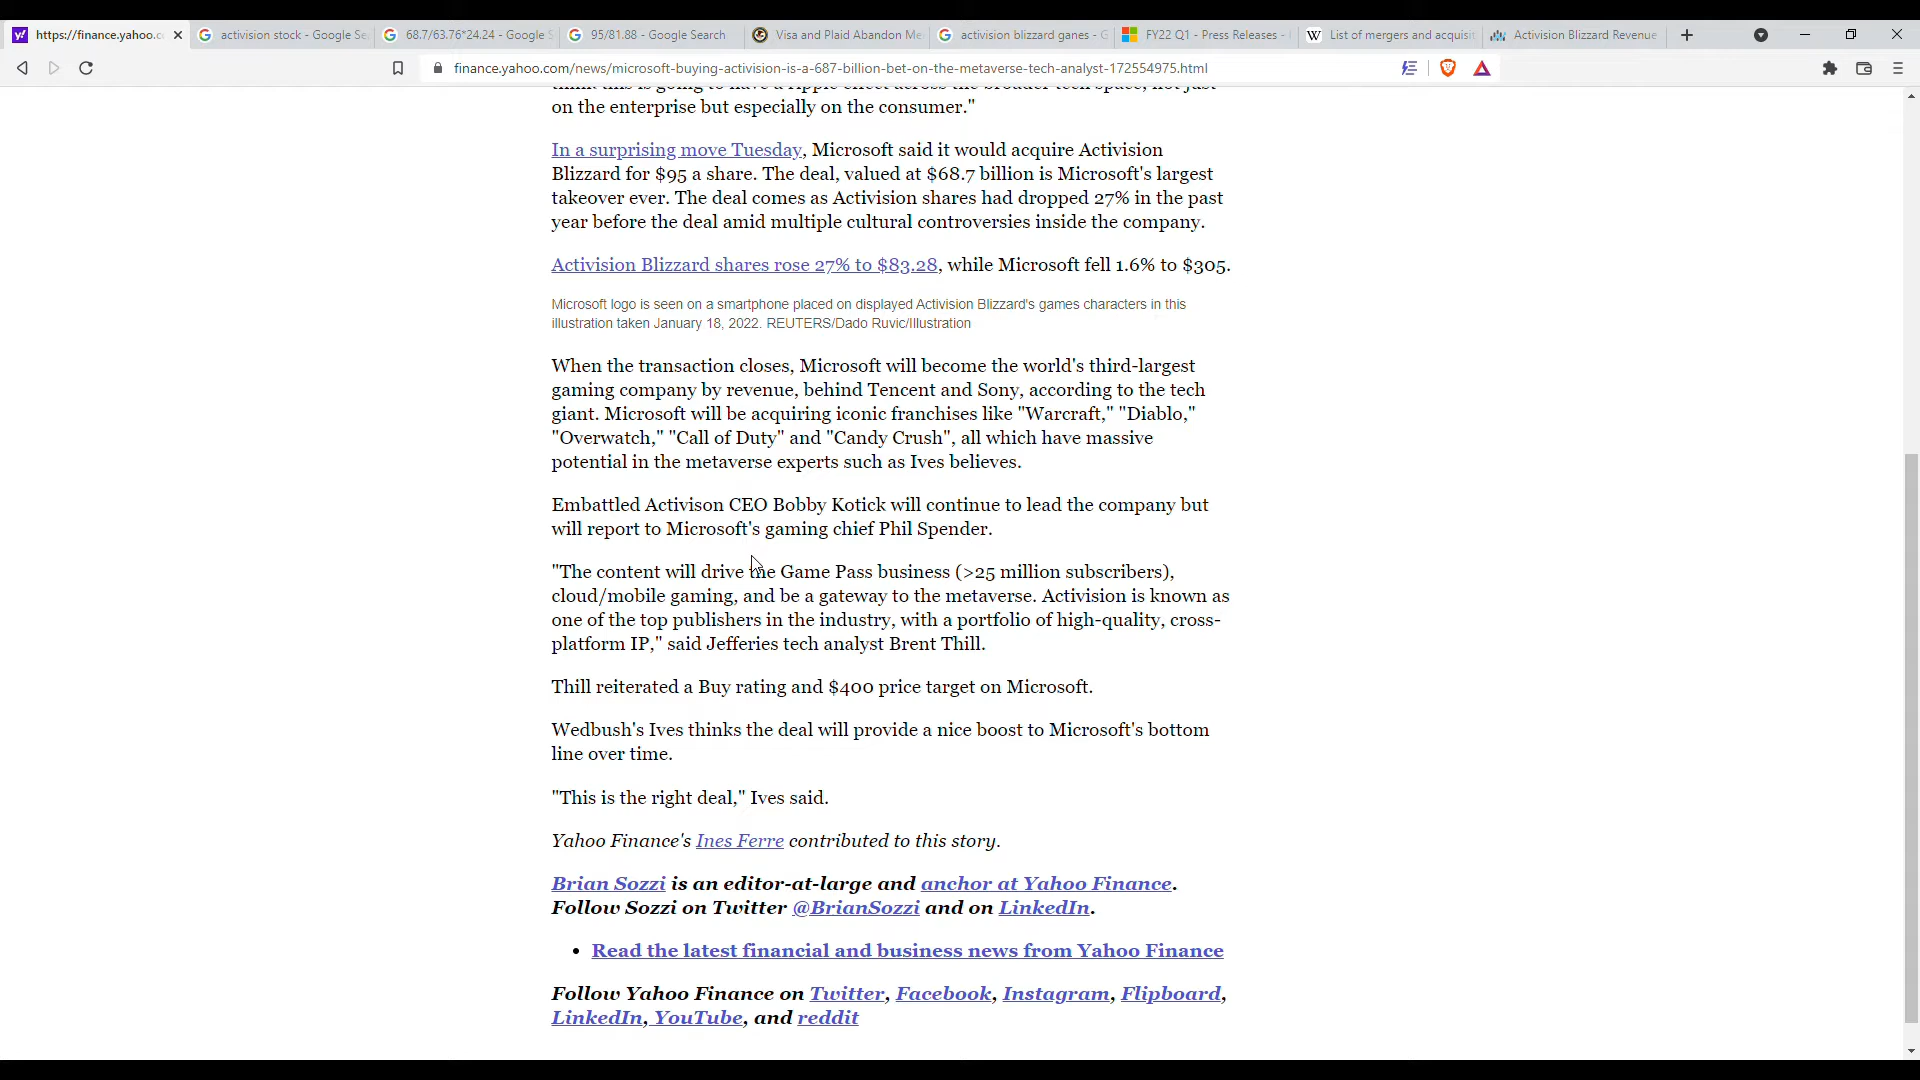 https://finance.yahoo.c
activision stock - Google Se
68.7/63.76*24.24 - Google S
95/81.88 - Google Search
Visa and Plaid Abandon Me
activision blizzard ganes - G
FY22 Q1 - Press Releases -
List of mergers and acquisit
Activision Blizzard Revenue
finance.yahoo.com/news/microsoft-buying-activision-is-a-687-billion-bet-on-the-metaverse-tech-analyst-172554975.html
think this is going to have a ripple effect across the broader tech space, not just
on the enterprise but especially on the consumer."
In a surprising move Tuesday, Microsoft said it would acquire Activision
Blizzard for $95 a share. The deal, valued at $68.7 billion is Microsoft's largest
takeover ever. The deal comes as Activision shares had dropped 27% in the past
year before the deal amid multiple cultural controversies inside the company.
Activision Blizzard shares rose 27% to $83.28, while Microsoft fell 1.6% to $305.
Microsoft logo is seen on a smartphone placed on displayed Activision Blizzard's games characters in this
illustration taken January 18, 2022. REUTERS/Dado Ruvic/Illustration
When the transaction closes, Microsoft will become the world's third-largest
gaming company by revenue, behind Tencent and Sony, according to the tech
giant. Microsoft will be acquiring iconic franchises like "Warcraft," "Diablo,"
"Overwatch," "Call of Duty" and "Candy Crush", all which have massive
potential in the metaverse experts such as Ives believes.
Embattled Activison CEO Bobby Kotick will continue to lead the company but
will report to Microsoft's gaming chief Phil Spender.
"The content will drive the Game Pass business (>25 million subscribers),
cloud/mobile gaming, and be a gateway to the metaverse. Activision is known as
one of the top publishers in the industry, with a portfolio of high-quality, cross-
platform IP," said Jefferies tech analyst Brent Thill.
Thill reiterated a Buy rating and $400 price target on Microsoft.
Wedbush's Ives thinks the deal will provide a nice boost to Microsoft's bottom
line over time.
"This is the right deal," Ives said.
Yahoo Finance's Ines Ferre contributed to this story.
Brian Sozzi is an editor-at-large and anchor at Yahoo Finance.
Follow Sozzi on Twitter @BrianSozzi and on LinkedIn.
• Read the latest financial and business news from Yahoo Finance
Follow Yahoo Finance on Twitter, Facebook, Instagram, Flipboard,
LinkedIn, YouTube, and reddit